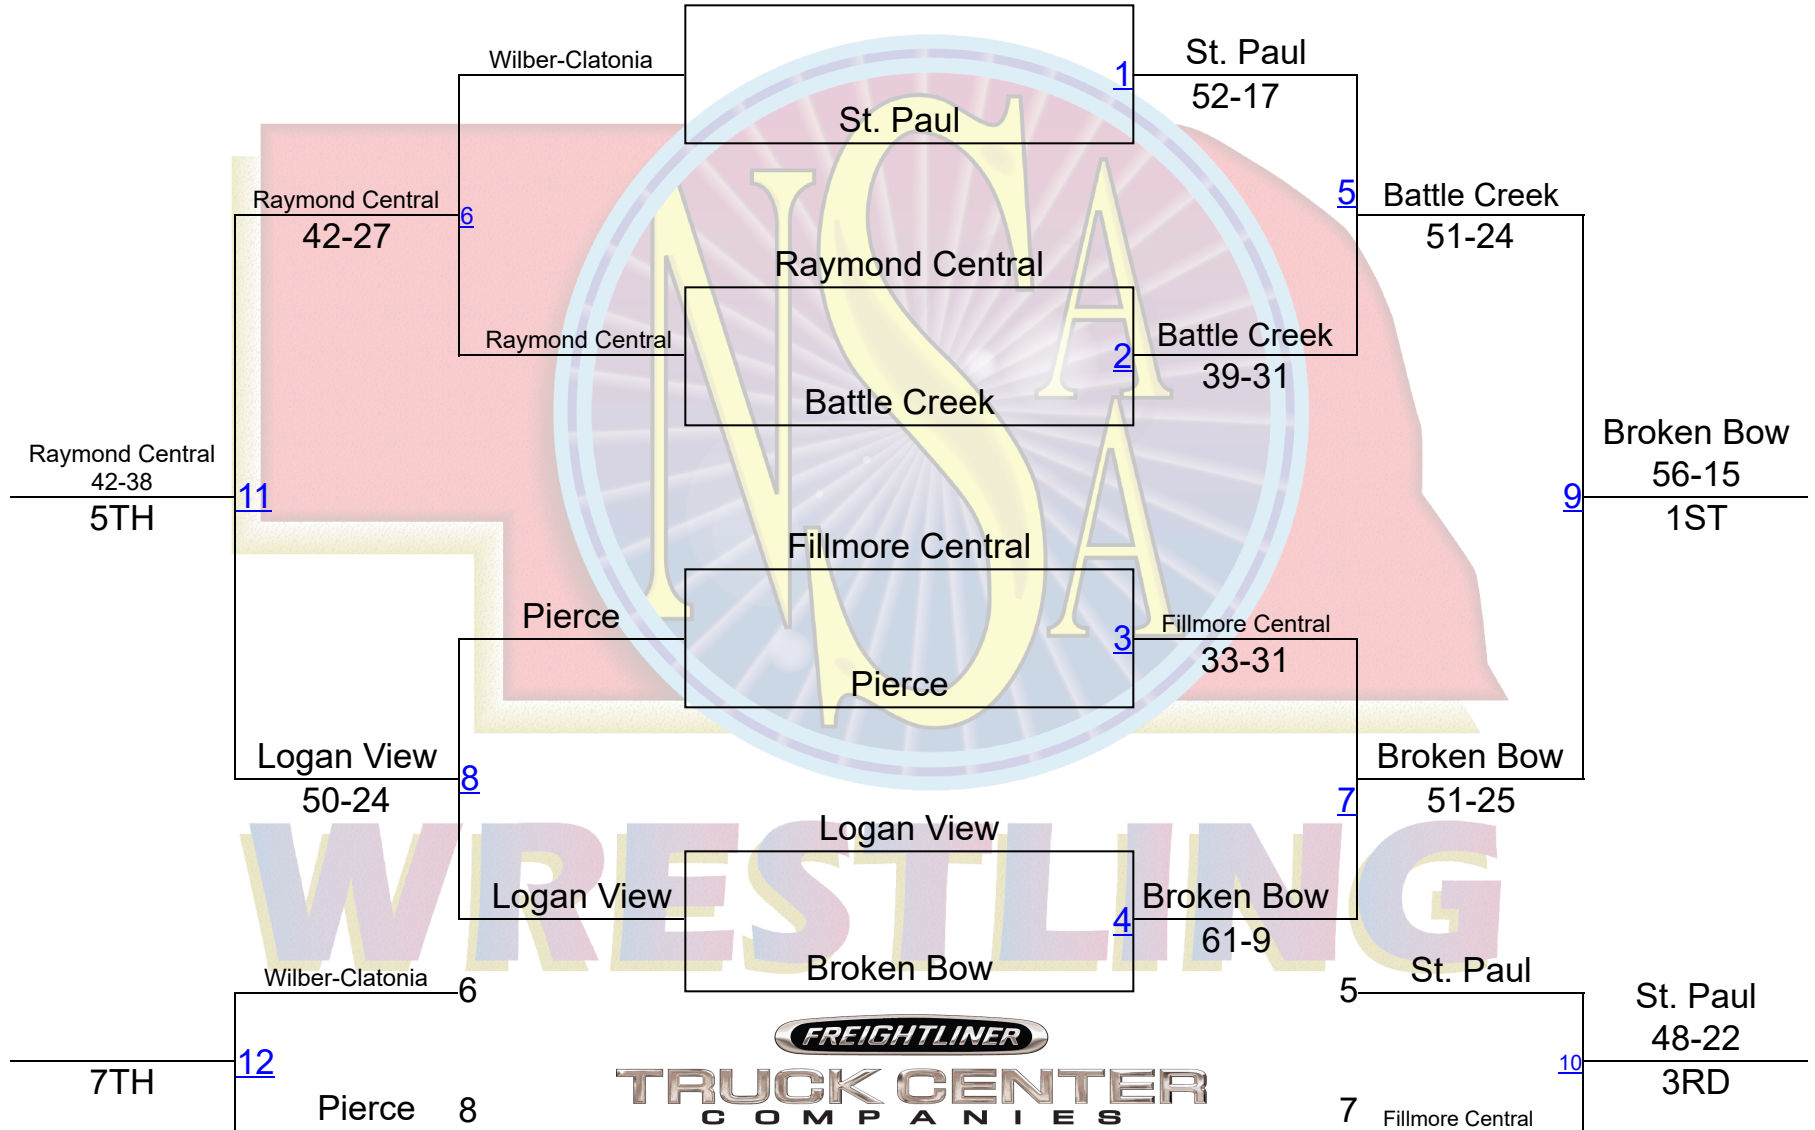 Wilber-Clatonia
1
St. Paul
52-17
St. Paul
Raymond Central
42-27
6
5
Battle Creek
51-24
Raymond Central
Raymond Central
2
Battle Creek
39-31
Battle Creek
Raymond Central
42-38
5TH
11
9
Broken Bow
56-15
1ST
Fillmore Central
Pierce
3
Fillmore Central
33-31
Pierce
Logan View
50-24
8
7
Broken Bow
51-25
Logan View
Logan View
4
Broken Bow
61-9
Broken Bow
NSAA
WRESTLING
Wilber-Clatonia
6
5
St. Paul
St. Paul
48-22
3RD
12
7TH
10
Pierce
8
7
Fillmore Central
FREIGHTLINER
TRUCK CENTER
COMPANIES